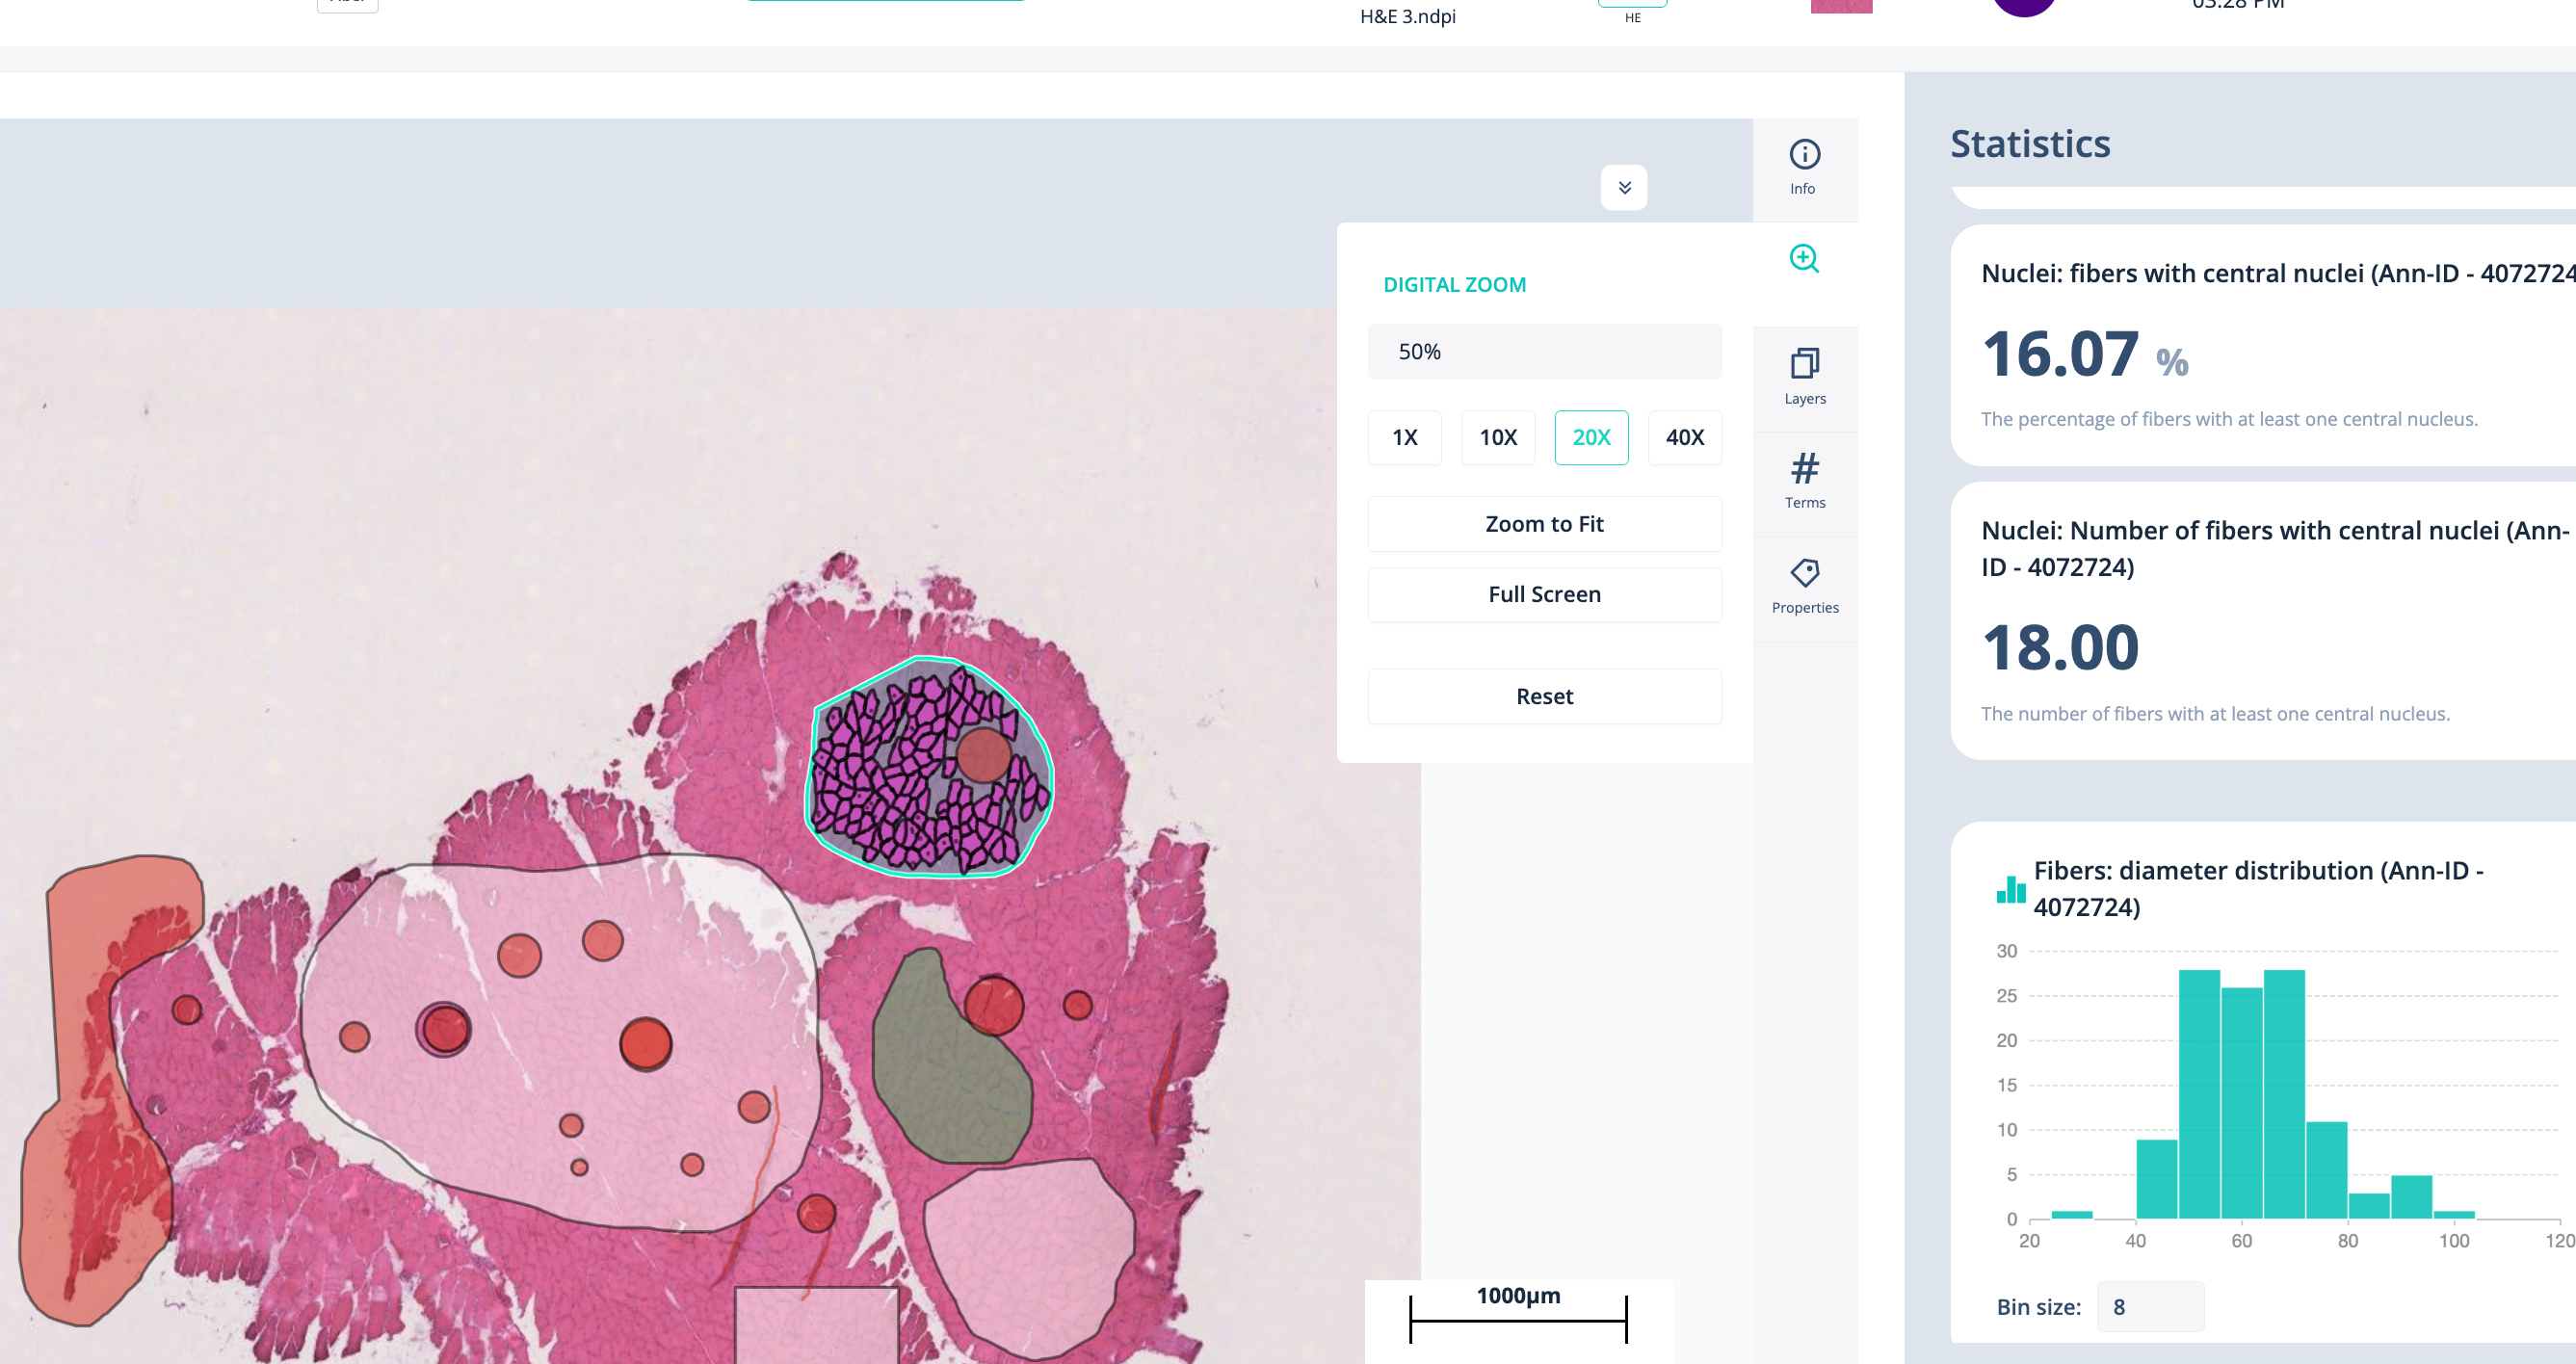 H&E 3.ndpi
HE
03:28 PM
Info
DIGITAL ZOOM
50%
1X 10X 20X 40X
Zoom to Fit
Full Screen
Reset
Layers
Terms
Properties
1000µm
Statistics
Nuclei: fibers with central nuclei (Ann-ID - 4072724
16.07 %
The percentage of fibers with at least one central nucleus.
Nuclei: Number of fibers with central nuclei (Ann-
ID - 4072724)
18.00
The number of fibers with at least one central nucleus.
Fibers: diameter distribution (Ann-ID -
4072724)
30
25
20
15
10
5
0
20 40 60 80 100 120
Bin size: 8